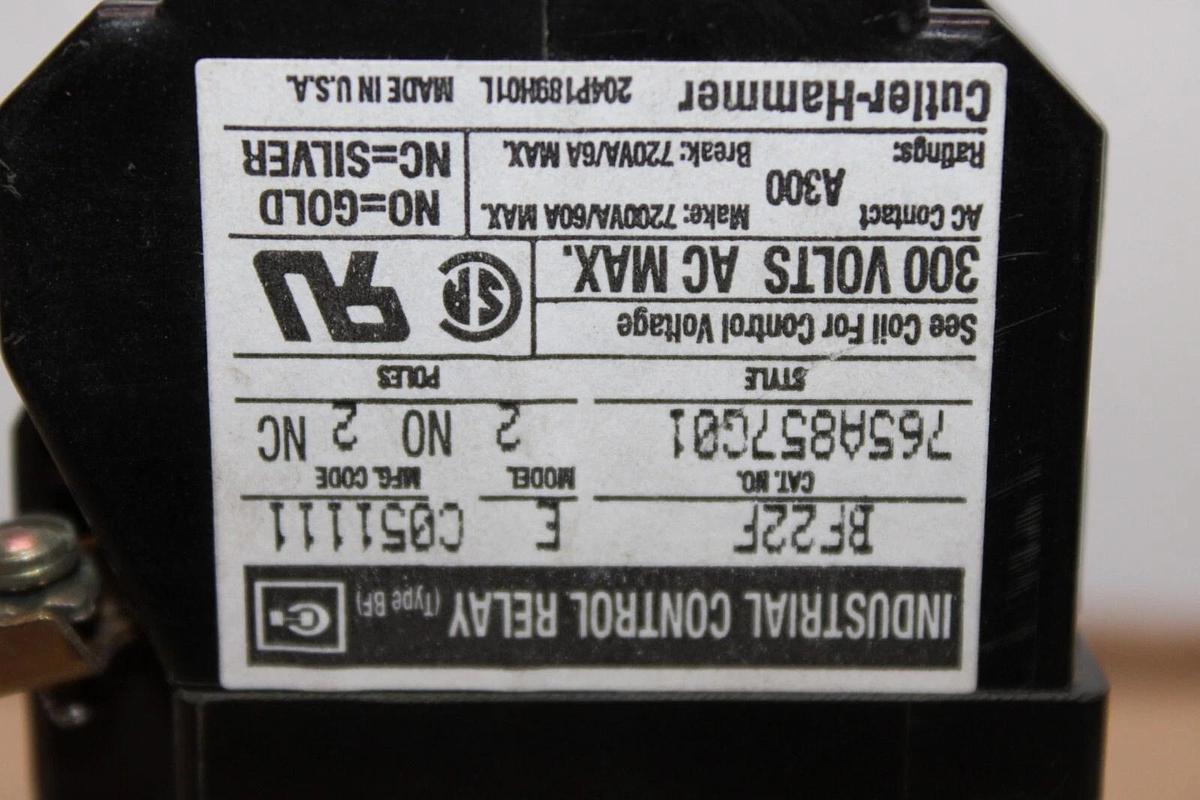 INDUSTRIAL CONTROL RELAY (Type BF)
BF22F E C051111
CAT. NO. MODEL MFG. CODE
765A857G01 2 NO 2 NC
STYLE POLES
See Coil For Control Voltage
300 VOLTS AC MAX.
AC Contact Ratings: A300
Make: 7200VA/60A MAX.
Break: 720VA/6A MAX.
NO=GOLD
NC=SILVER
Cutler-Hammer 204P189H01L MADE IN U.S.A.